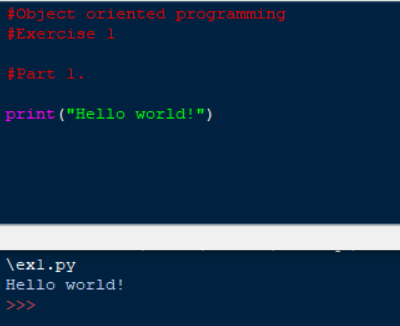 #Object oriented programming
#Exercise 1
#Part 1.
print("Hello world!")
\ex1.py
Hello world!
>>>